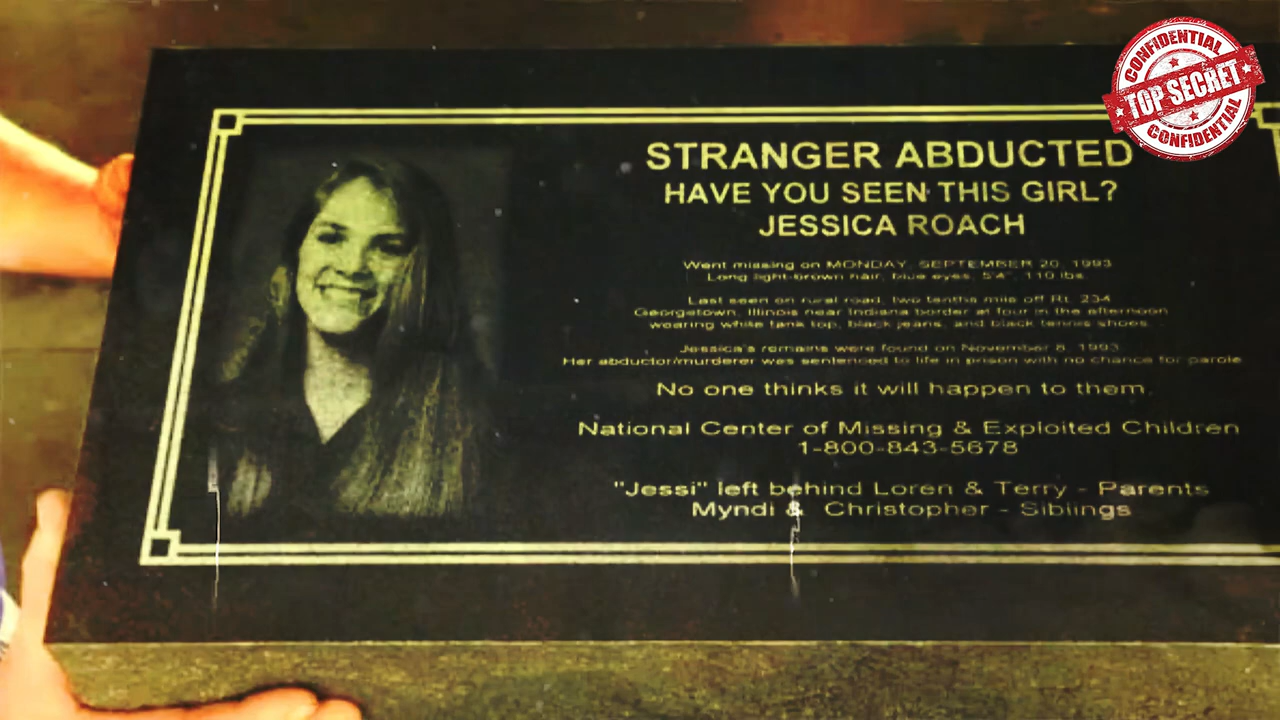 CONFIDENTIAL
TOP SECRET
CONFIDENTIAL
STRANGER ABDUCTED
HAVE YOU SEEN THIS GIRL?
JESSICA ROACH
Went missing on MONDAY, SEPTEMBER 20, 1993
Long light-brown hair, blue eyes, 5'4", 110 lbs
Last seen on rural road, two tenths mile off Rt. 234
Georgetown, Illinois near Indiana border at four in the afternoon
wearing white tank top, black jeans, and black tennis shoes.
Jessica's remains were found on November 8, 1993
Her abductor/murderer was sentenced to life in prison with no chance for parole
No one thinks it will happen to them.
National Center of Missing & Exploited Children
1-800-843-5678
"Jessi" left behind Loren & Terry - Parents
Myndi & Christopher - Siblings